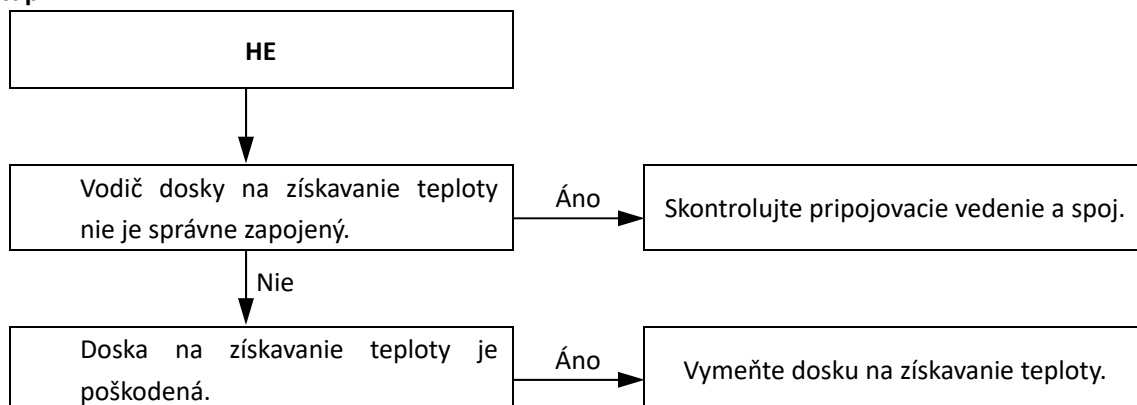 HE
Vodič dosky na získavanie teploty
nie je správne zapojený.
Áno
Skontrolujte pripojovacie vedenie a spoj.
Nie
Doska na získavanie teploty je
poškodená.
Áno
Vymeňte dosku na získavanie teploty.